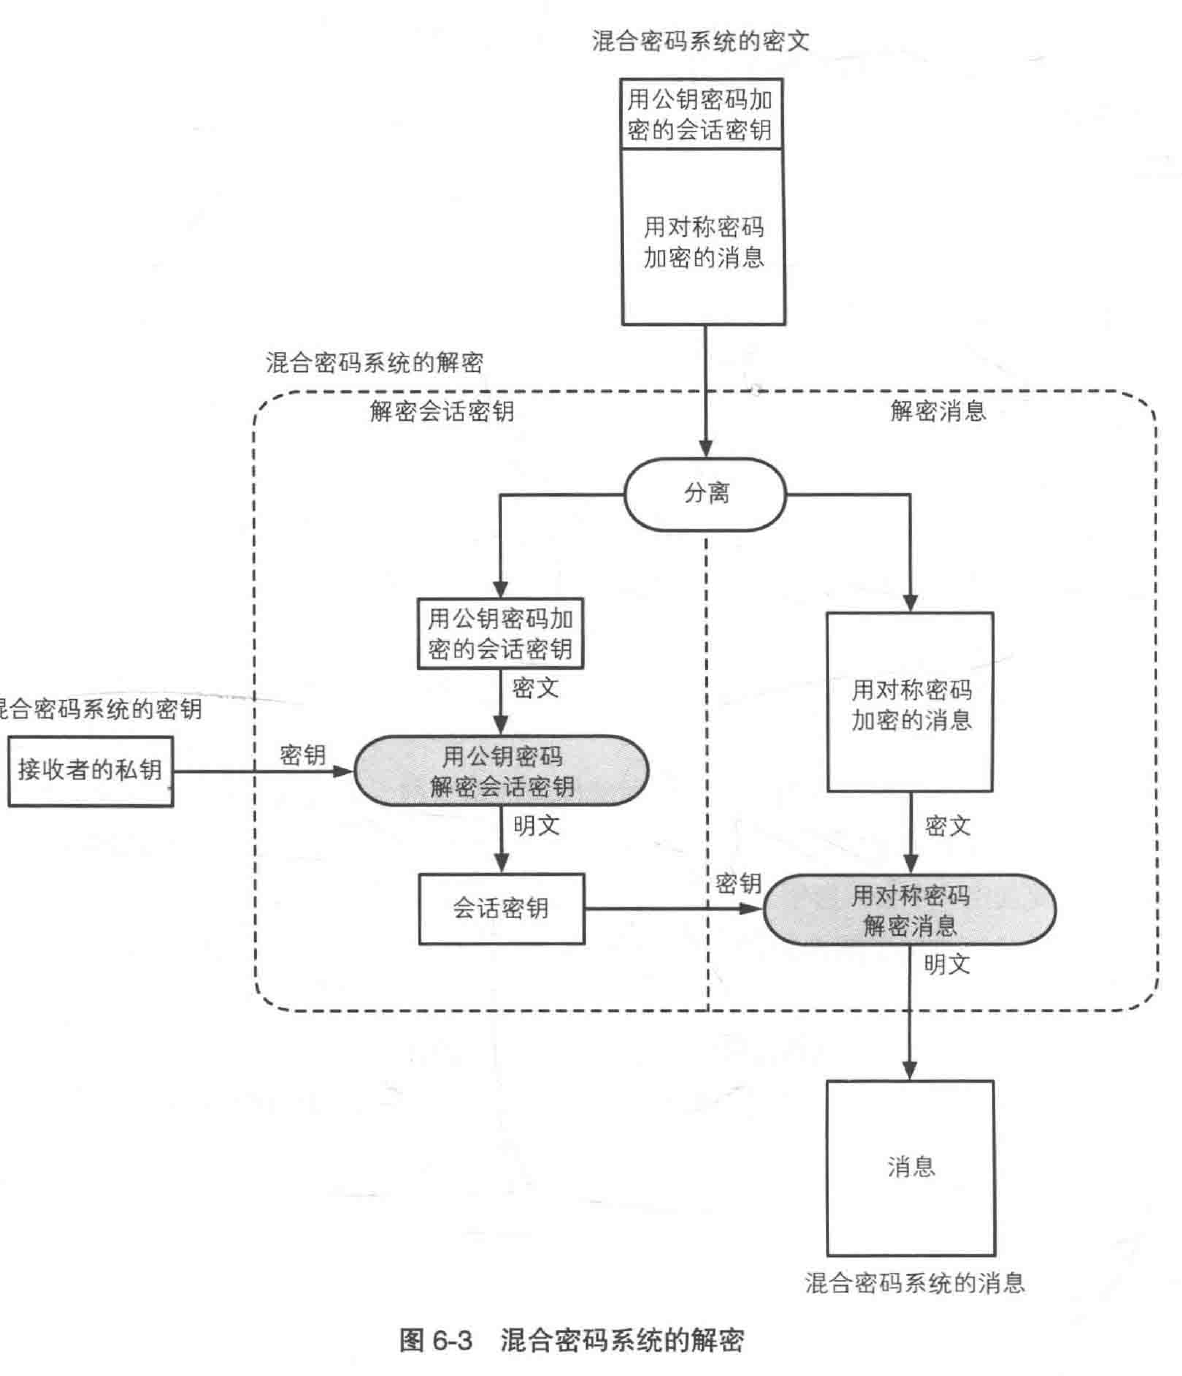 混合密码系统的密文
用公钥密码加
密的会话密钥
用对称密码
加密的消息
混合密码系统的解密
解密会话密钥
解密消息
分离
用公钥密码加
密的会话密钥
密文
用对称密码
加密的消息
混合密码系统的密钥
接收者的私钥
密钥
用公钥密码
解密会话密钥
明文
密文
会话密钥
密钥
用对称密码
解密消息
明文
消息
混合密码系统的消息
图 6-3 混合密码系统的解密